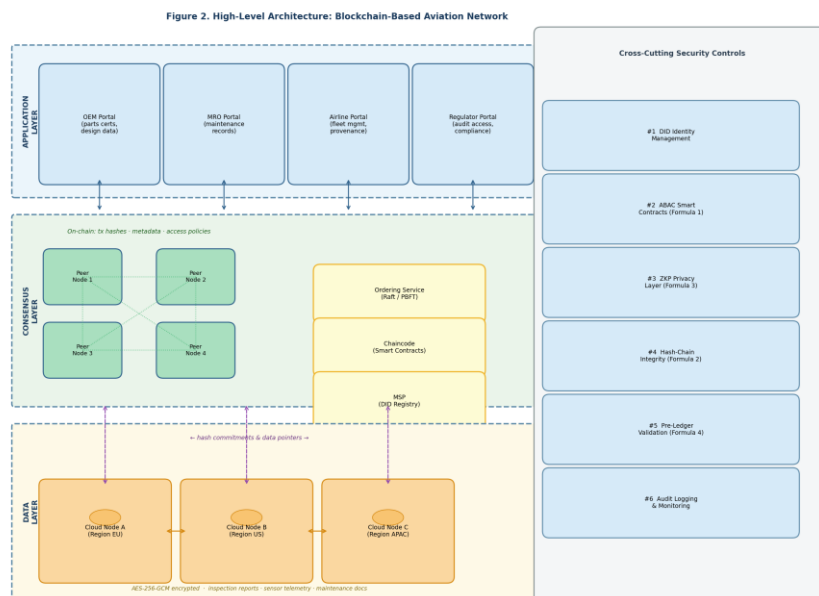 Figure 2. High-Level Architecture: Blockchain-Based Aviation Network
APPLICATION
LAYER
OEM Portal
(parts certs,
design data)
MRO Portal
(maintenance
records)
Airline Portal
(fleet mgmt,
provenance)
Regulator Portal
(audit access,
compliance)
CONSENSUS
LAYER
On-chain: tx hashes · metadata · access policies
Peer
Node 1
Peer
Node 2
Peer
Node 3
Peer
Node 4
Ordering Service
(Raft / PBFT)
Chaincode
(Smart Contracts)
MSP
(DID Registry)
DATA
LAYER
← hash commitments & data pointers →
Cloud Node A
(Region EU)
Cloud Node B
(Region US)
Cloud Node C
(Region APAC)
AES-256-GCM encrypted · inspection reports · sensor telemetry · maintenance docs
Cross-Cutting Security Controls
#1 DID Identity
Management
#2 ABAC Smart
Contracts (Formula 1)
#3 ZKP Privacy
Layer (Formula 3)
#4 Hash-Chain
Integrity (Formula 2)
#5 Pre-Ledger
Validation (Formula 4)
#6 Audit Logging
& Monitoring